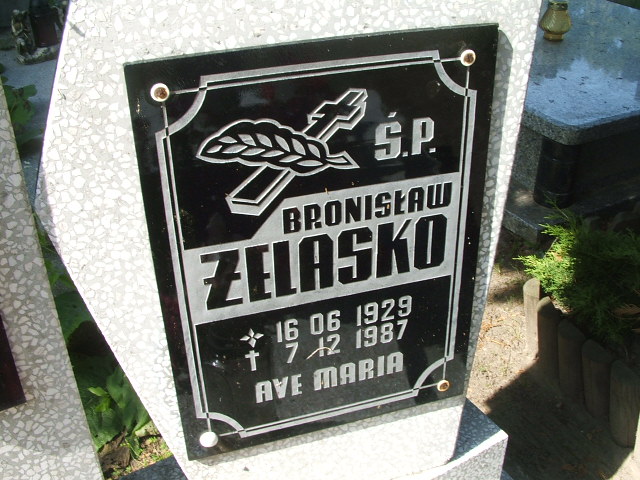 Ś.P.
BRONISŁAW
ŻELASKO
16 06 1929
7 12 1987
AVE MARIA